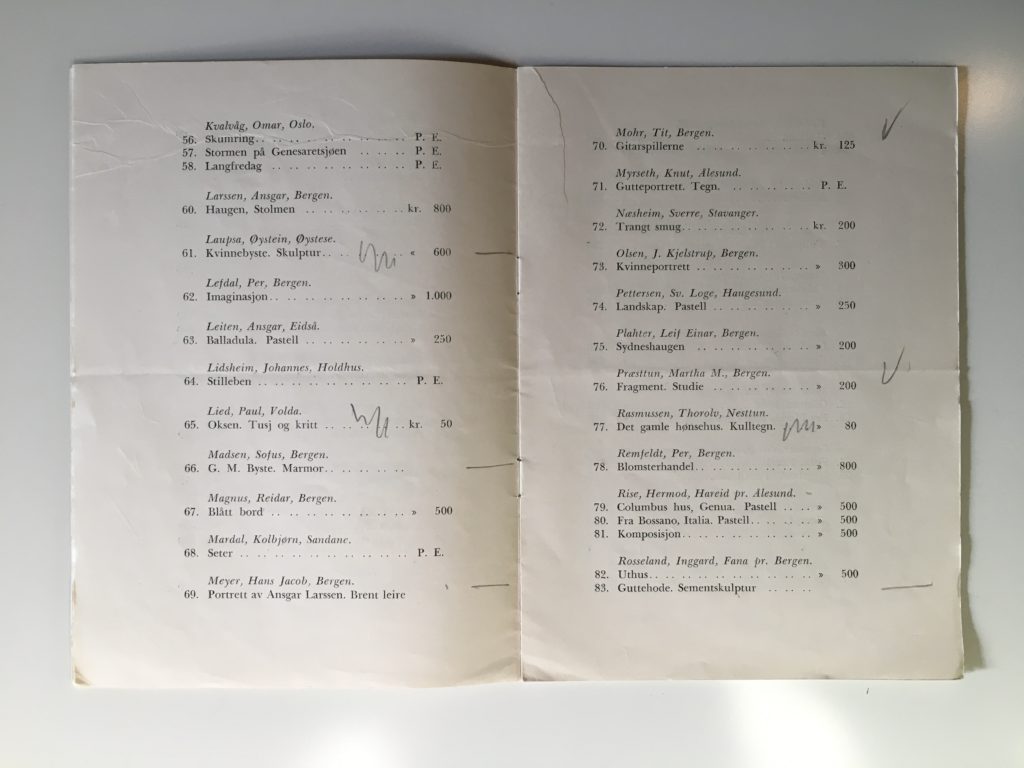 Kvalvåg, Omar, Oslo.
56. Skumring . . . . . . . . . . . . P. E.
57. Stormen på Genesaretsjøen . . . . . P. E.
58. Langfredag . . . . . . . . . . . P. E.
Larssen, Ansgar, Bergen.
60. Haugen, Stolmen . . . . . . . . kr. 800
Laupsa, Øystein, Øystese.
61. Kvinnebyste. Skulptur . . . . . . « 600
Lefdal, Per, Bergen.
62. Imaginasjon . . . . . . . . . . . » 1.000
Leiten, Ansgar, Eidså.
63. Balladula. Pastell . . . . . . . . » 250
Lidsheim, Johannes, Holdhus.
64. Stilleben . . . . . . . . . . . . P. E.
Lied, Paul, Volda.
65. Oksen. Tusj og kritt . . . . . . kr. 50
Madsen, Sofus, Bergen.
66. G. M. Byste. Marmor . . . . . .
Magnus, Reidar, Bergen.
67. Blått bord . . . . . . . . . . . » 500
Mardal, Kolbjørn, Sandane.
68. Seter . . . . . . . . . . . . . P. E.
Meyer, Hans Jacob, Bergen.
69. Portrett av Ansgar Larssen. Brent leire
Mohr, Tit, Bergen.
70. Gitarspillerne . . . . . . . . . kr. 125
Myrseth, Knut, Ålesund.
71. Gutteportrett. Tegn. . . . . . . . P. E.
Næsheim, Sverre, Stavanger.
72. Trangt smug . . . . . . . . . . kr. 200
Olsen, J. Kjelstrup, Bergen.
73. Kvinneportrett . . . . . . . . . » 300
Pettersen, Sv. Loge, Haugesund.
74. Landskap. Pastell . . . . . . . . » 250
Plahter, Leif Einar, Bergen.
75. Sydneshaugen . . . . . . . . . » 200
Præsttun, Martha M., Bergen.
76. Fragment. Studie . . . . . . . . » 200
Rasmussen, Thorolv, Nesttun.
77. Det gamle hønsehus. Kulltegn. » 80
Remfeldt, Per, Bergen.
78. Blomsterhandel . . . . . . . . . » 800
Rise, Hermod, Hareid pr. Ålesund.
79. Columbus hus, Genua. Pastell . . . . » 500
80. Fra Bossano, Italia. Pastell . . . . » 500
81. Komposisjon . . . . . . . . . . » 500
Rosseland, Inggard, Fana pr. Bergen.
82. Uthus . . . . . . . . . . . . . » 500
83. Guttehode. Sementskulptur . . . . .